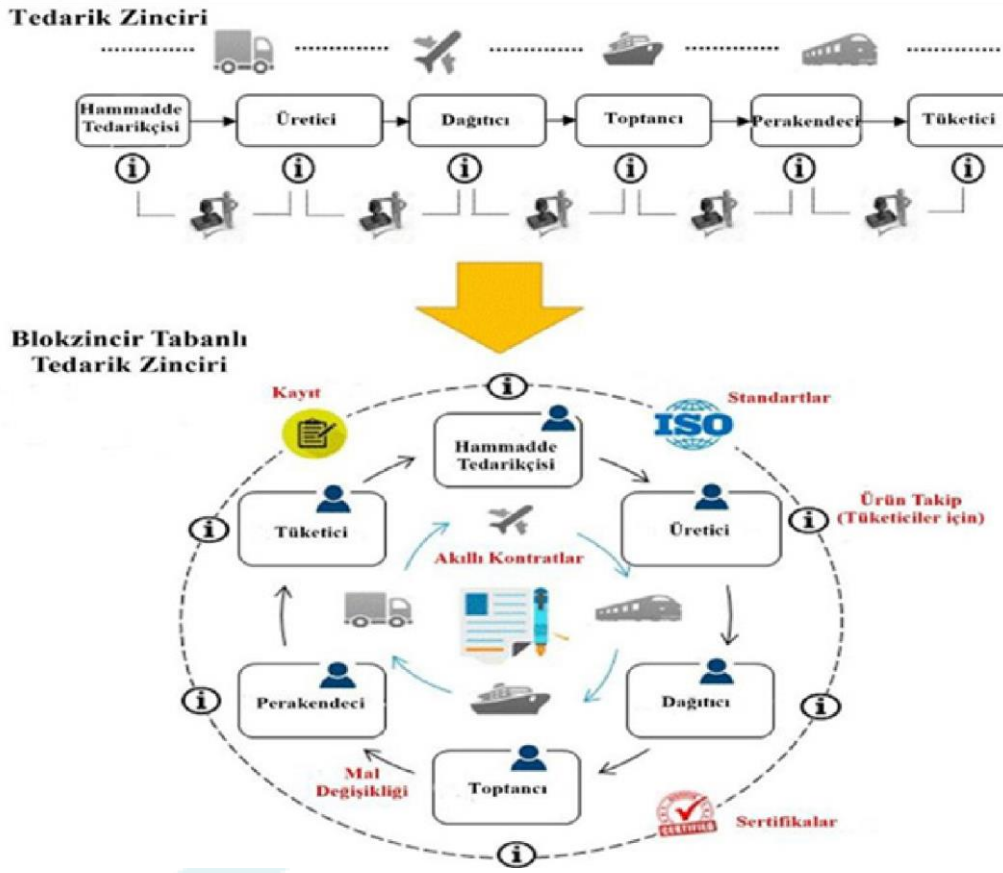 Tedarik Zinciri
Hammadde
Tedarikçisi
Üretici
Dağıtıcı
Toptancı
Perakendeci
Tüketici
i
i
i
i
i
i
Blokzincir Tabanlı
Tedarik Zinciri
i
Kayıt
Standartlar
ISO
Hammadde
Tedarikçisi
Tüketici
Üretici
i
i
Ürün Takip
(Tüketiciler için)
Akıllı Kontratlar
Perakendeci
Dağıtıcı
i
i
Mal
Değişikliği
Toptancı
CERTIFIED
Sertifikalar
i